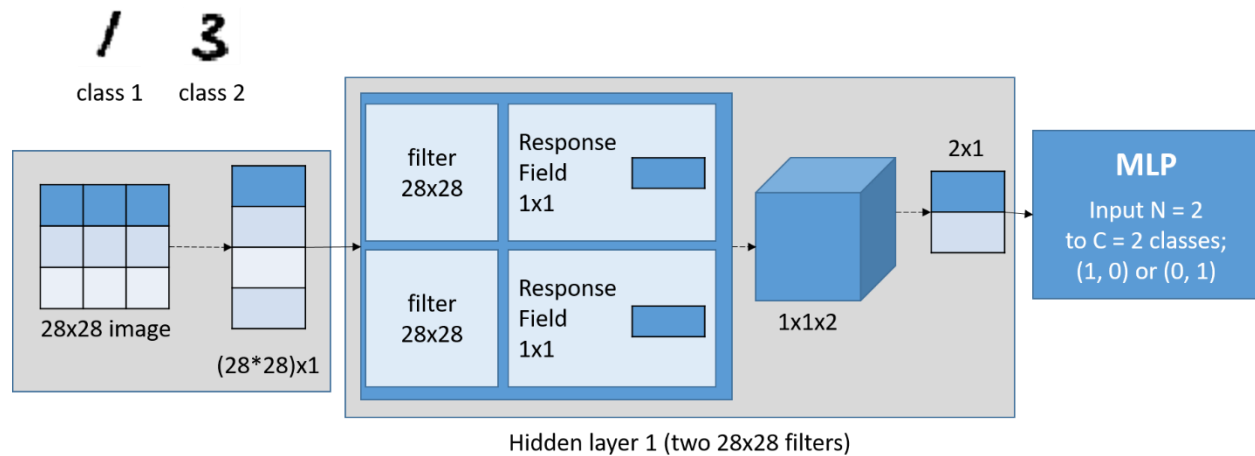 class 1
class 2
28x28 image
(28*28)x1
filter
28x28
Response
Field
1x1
filter
28x28
Response
Field
1x1
1x1x2
2x1
MLP
Input N = 2
to C = 2 classes;
(1, 0) or (0, 1)
Hidden layer 1 (two 28x28 filters)